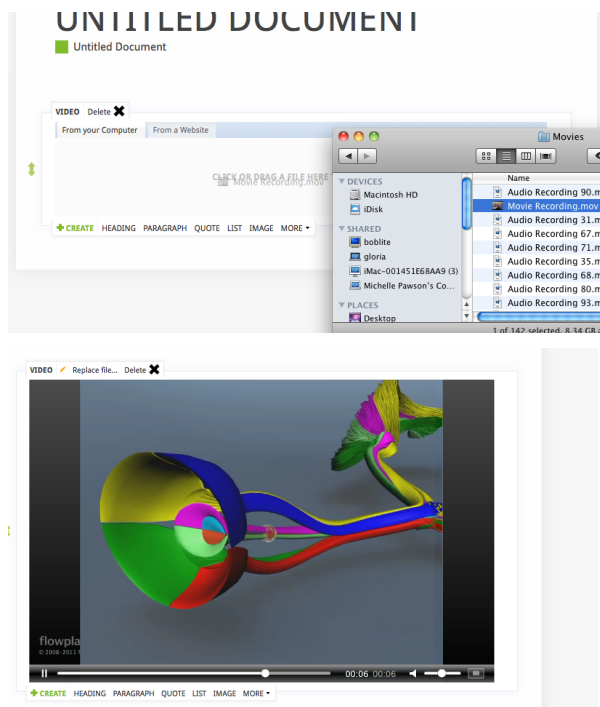 UNTITLED DOCUMENT
Untitled Document
VIDEO Delete
From your Computer From a Website
CLICK OR DRAG A FILE HERE
Movie Recording.mov
+ CREATE HEADING PARAGRAPH QUOTE LIST IMAGE MORE
Movies
DEVICES
Macintosh HD
iDisk
SHARED
boblite
gloria
iMac-001451E68AA9 (3)
Michelle Pawson's Co...
PLACES
Desktop
Name
Audio Recording 90.m
Movie Recording.mov
Audio Recording 31.m
Audio Recording 67.m
Audio Recording 71.m
Audio Recording 35.m
Audio Recording 68.m
Audio Recording 80.m
Audio Recording 93.m
1 of 142 selected, 8.34 GB a
VIDEO Replace file... Delete
flowpla
© 2008-2011 F
00:06 00:06
+ CREATE HEADING PARAGRAPH QUOTE LIST IMAGE MORE